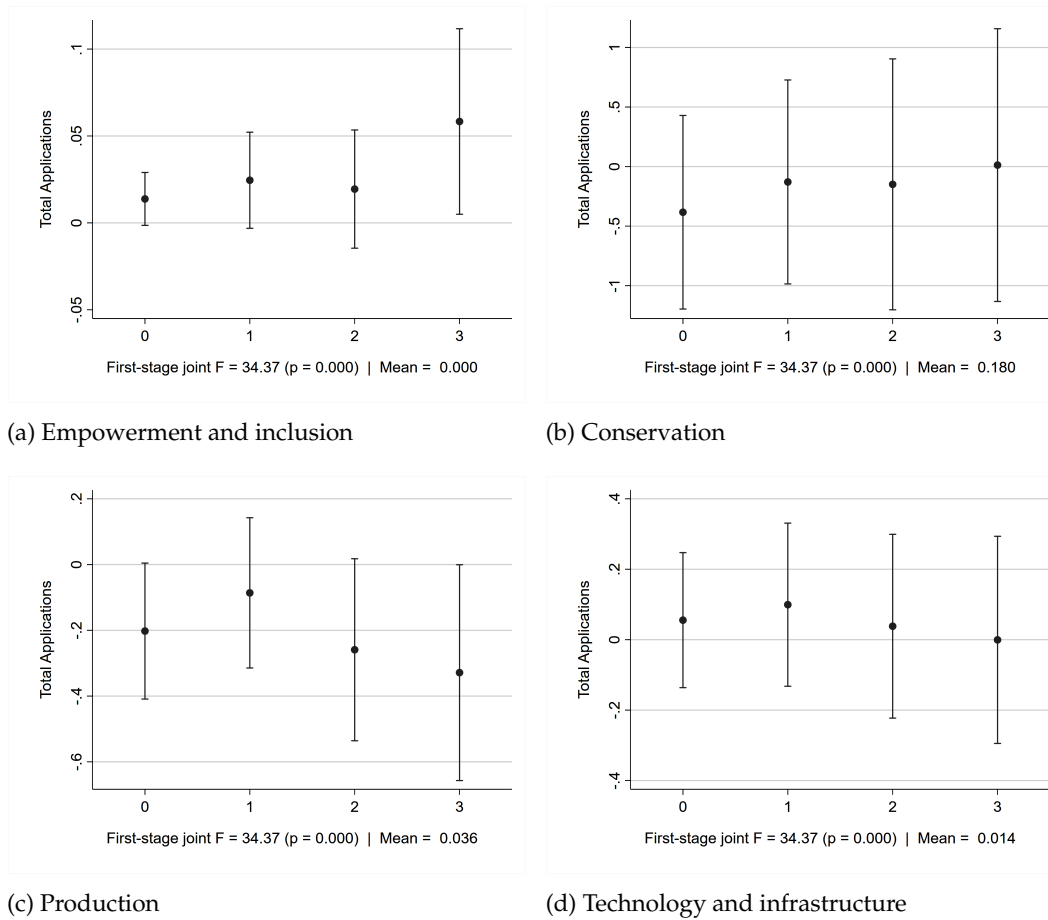 Total Applications
.1
.05
0
-.05
0 1 2 3
First-stage joint F = 34.37 (p = 0.000) | Mean = 0.000
(a) Empowerment and inclusion
Total Applications
1
.5
0
-.5
-1
0 1 2 3
First-stage joint F = 34.37 (p = 0.000) | Mean = 0.180
(b) Conservation
Total Applications
.2
0
-.2
-.4
-.6
0 1 2 3
First-stage joint F = 34.37 (p = 0.000) | Mean = 0.036
(c) Production
Total Applications
.4
.2
0
-.2
-.4
0 1 2 3
First-stage joint F = 34.37 (p = 0.000) | Mean = 0.014
(d) Technology and infrastructure